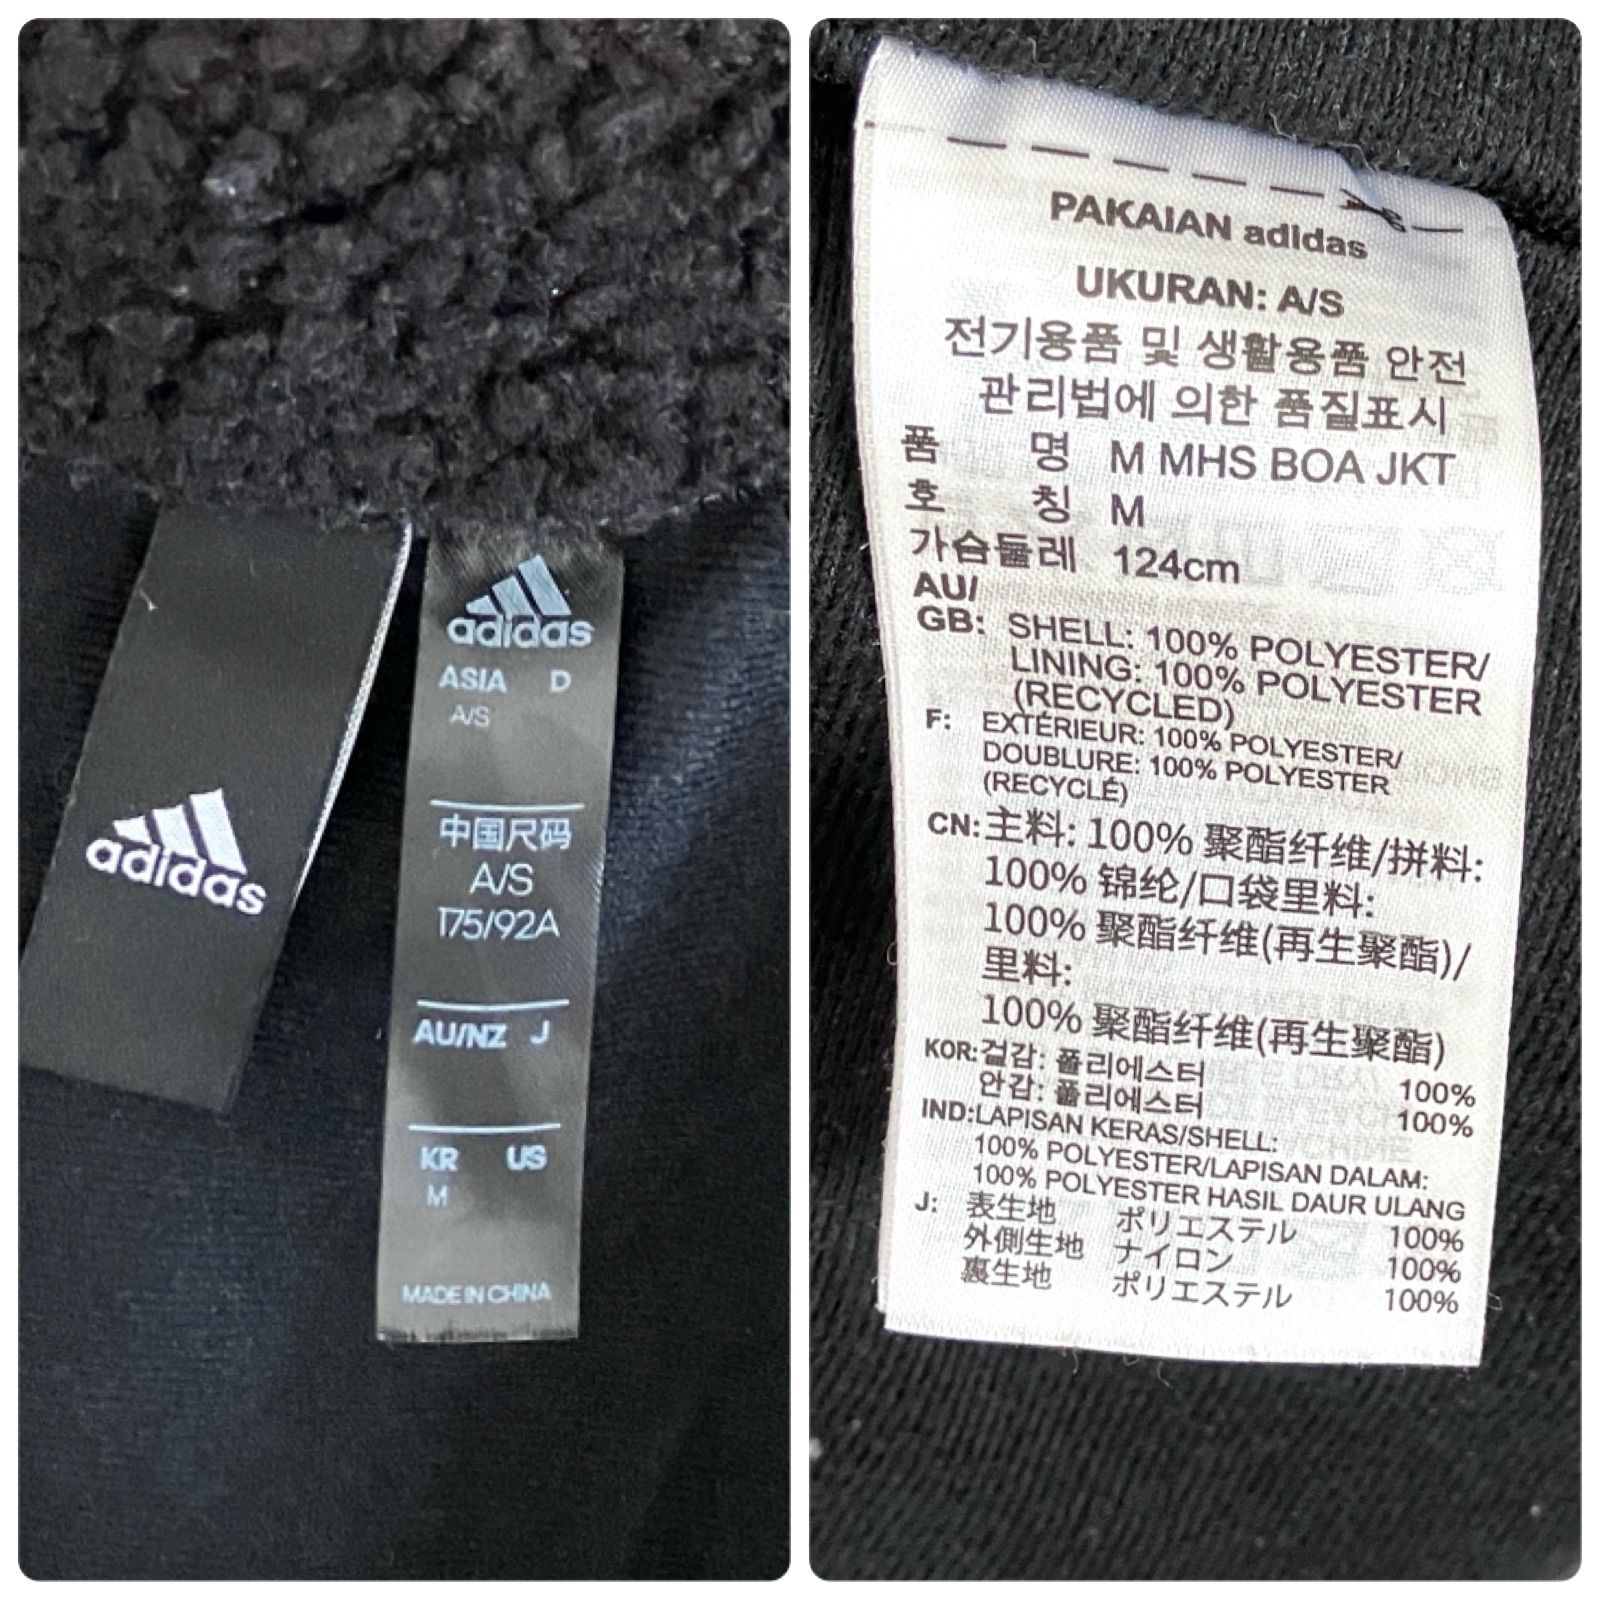 adidas
adidas
ASIA D
A/S
中国尺码
A/S
175/92A
AU/NZ J
KR US
M
MADE IN CHINA
PAKAIAN adidas
UKURAN: A/S
전기용품 및 생활용품 안전
관리법에 의한 품질표시
품 명 M MHS BOA JKT
호 칭 M
가슴둘레 124cm
AU/
GB: SHELL: 100% POLYESTER/
LINING: 100% POLYESTER
(RECYCLED)
F: EXTÉRIEUR: 100% POLYESTER/
DOUBLURE: 100% POLYESTER
(RECYCLÉ)
CN: 主料: 100% 聚酯纤维/拼料:
100% 锦纶/口袋里料:
100% 聚酯纤维(再生聚酯)/
里料:
100% 聚酯纤维(再生聚酯)
KOR: 겉감: 폴리에스터 100%
안감: 폴리에스터 100%
IND: LAPISAN KERAS/SHELL:
100% POLYESTER/LAPISAN DALAM:
100% POLYESTER HASIL DAUR ULANG
J: 表生地 ポリエステル 100%
外側生地 ナイロン 100%
裏生地 ポリエステル 100%